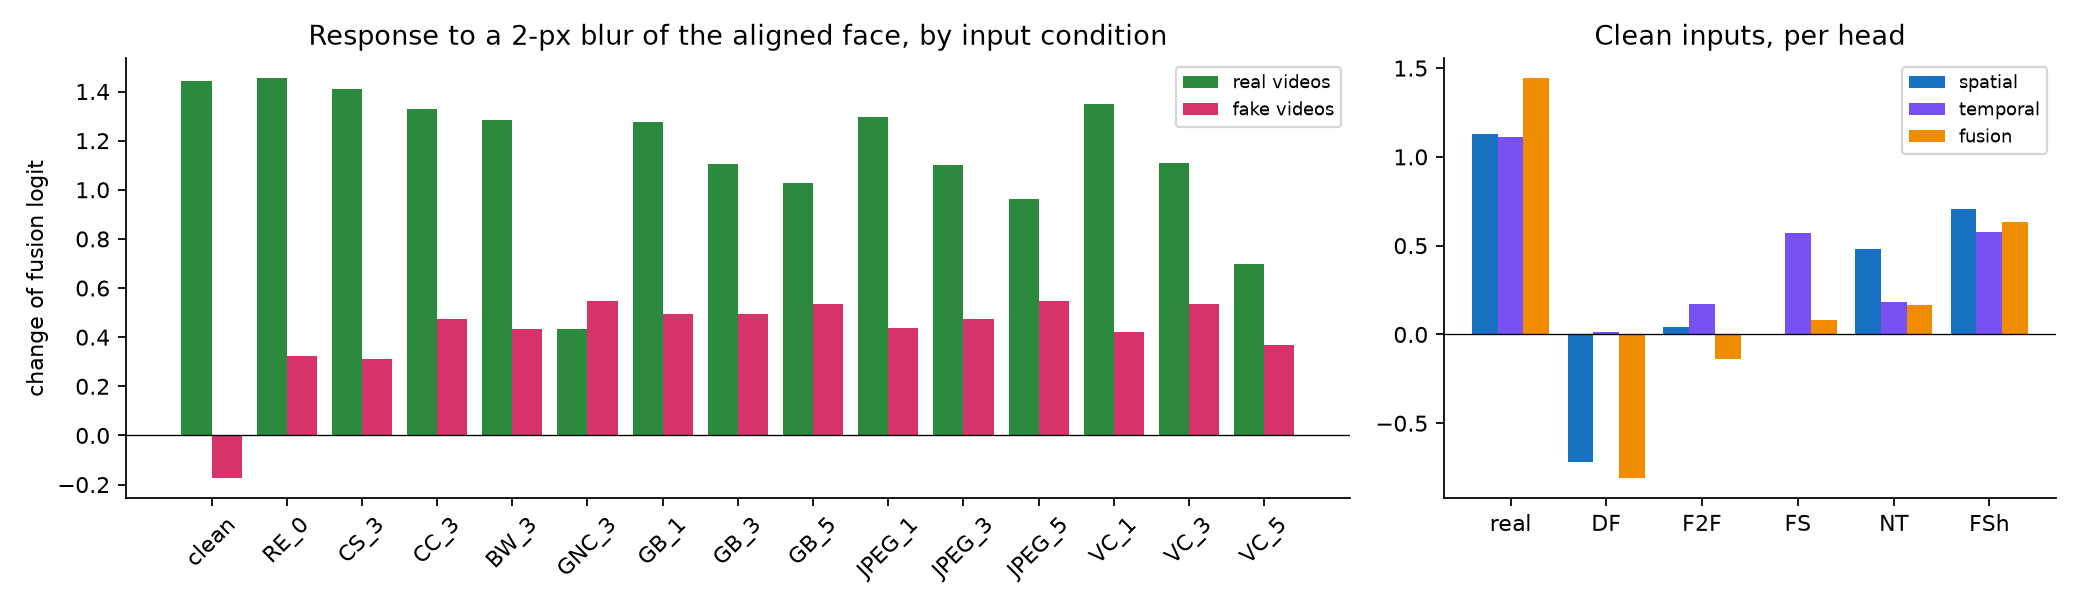 Response to a 2-px blur of the aligned face, by input condition
change of fusion logit
1.4
1.2
1.0
0.8
0.6
0.4
0.2
0.0
−0.2
real videos
fake videos
clean
RE_0
CS_3
CC_3
BW_3
GNC_3
GB_1
GB_3
GB_5
JPEG_1
JPEG_3
JPEG_5
VC_1
VC_3
VC_5
Clean inputs, per head
1.5
1.0
0.5
0.0
−0.5
spatial
temporal
fusion
real
DF
F2F
FS
NT
FSh